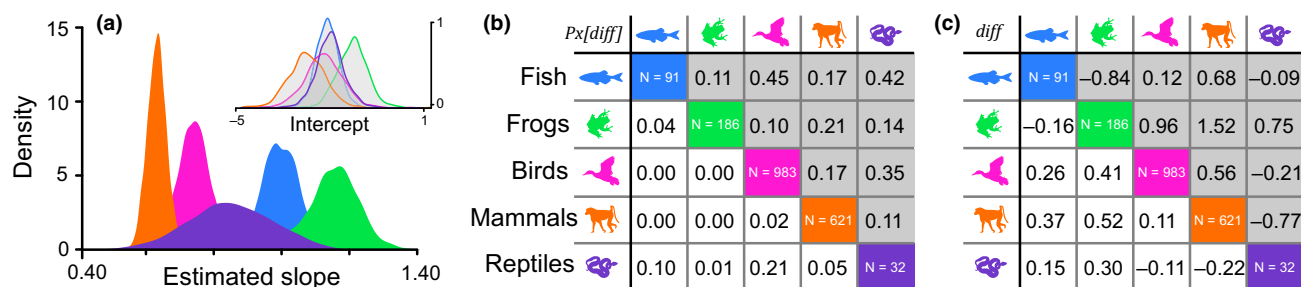 (a)
15
10
5
0
Density
0.40
1.40
Estimated slope
1
0
–5
1
Intercept
(b)
Px[diff]
Fish N = 91 0.11 0.45 0.17 0.42
Frogs 0.04 N = 186 0.10 0.21 0.14
Birds 0.00 0.00 N = 983 0.17 0.35
Mammals 0.00 0.00 0.02 N = 621 0.11
Reptiles 0.10 0.01 0.21 0.05 N = 32
(c)
diff
N = 91 –0.84 0.12 0.68 –0.09
–0.16 N = 186 0.96 1.52 0.75
0.26 0.41 N = 983 0.56 –0.21
0.37 0.52 0.11 N = 621 –0.77
0.15 0.30 –0.11 –0.22 N = 32